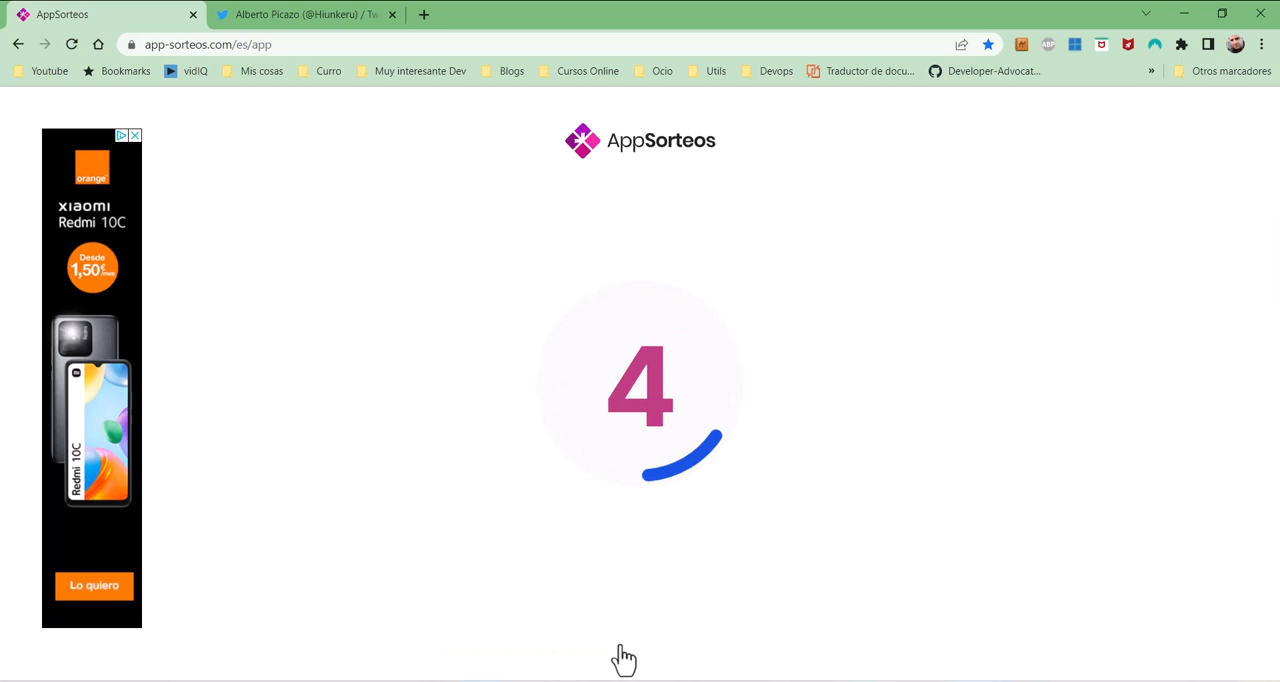 AppSorteos
Alberto Picazo (@Hiunkeru) / Tw
app-sorteos.com/es/app
ABP
Youtube
Bookmarks
vidIQ
Mis cosas
Curro
Muy interesante Dev
Blogs
Cursos Online
Ocio
Utils
Devops
Traductor de docu...
Developer-Advocat...
»
Otros marcadores
AppSorteos
orange
xiaomi
Redmi 10C
Desde
1,50€/mes
Redmi 10C
Lo quiero
4